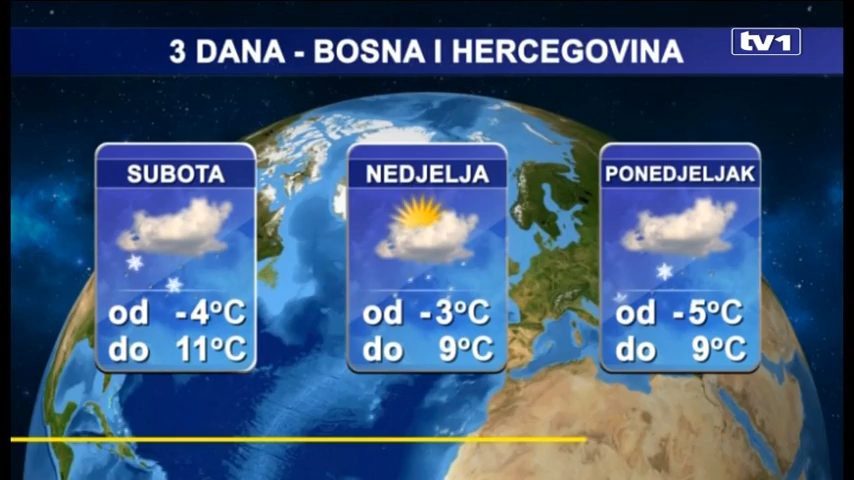 3 DANA - BOSNA I HERCEGOVINA
tv1
SUBOTA
od -4°C
do 11°C
NEDJELJA
od -3°C
do 9°C
PONEDJELJAK
od -5°C
do 9°C